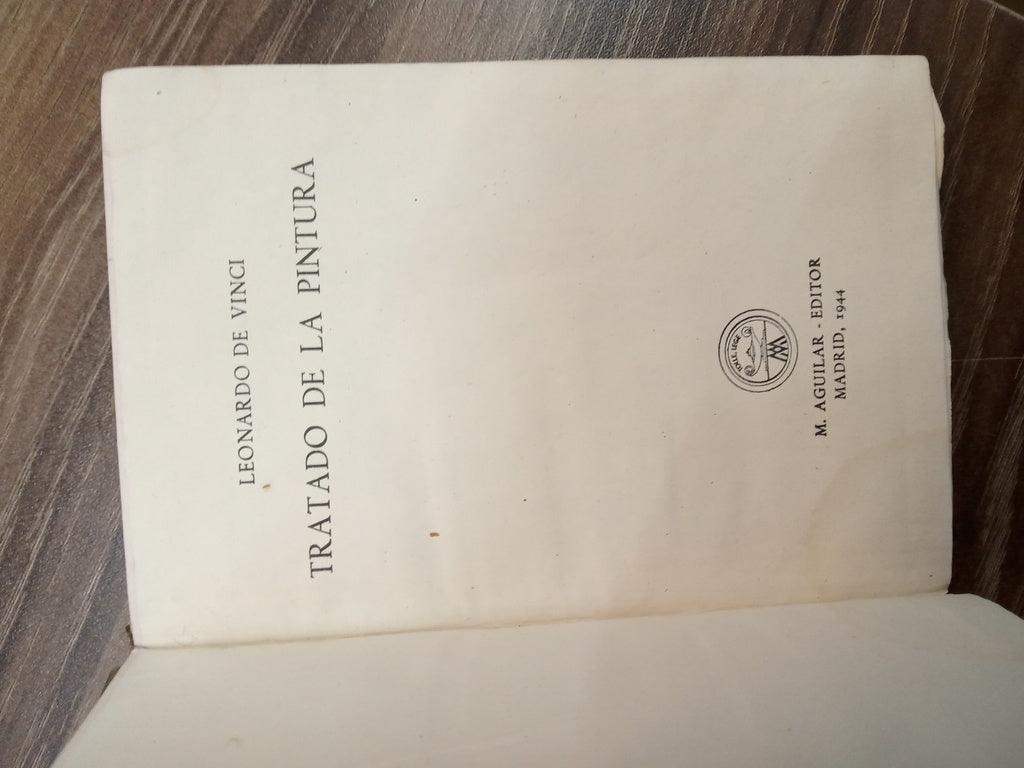 LEONARDO DE VINCI
TRATADO DE LA PINTURA
M. AGUILAR - EDITOR
MADRID, 1944